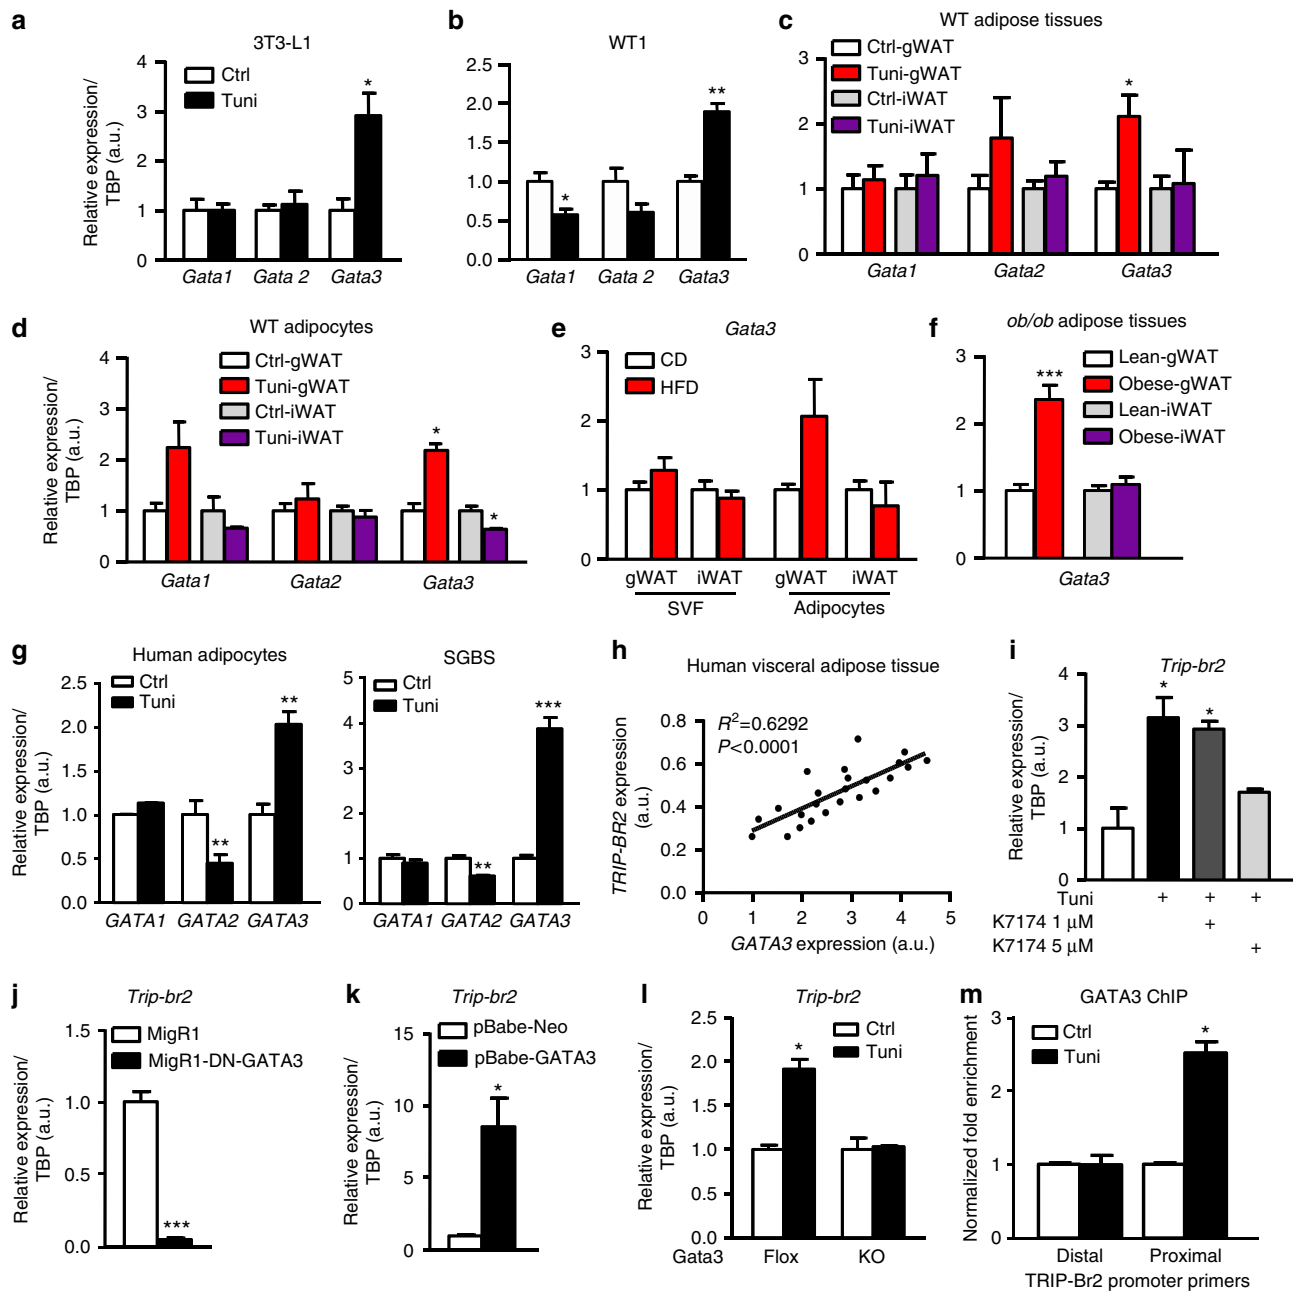 a
3T3-L1
Relative expression/
TBP (a.u.)
4
3
2
1
0
Ctrl
Tuni
*
Gata1 Gata 2 Gata3
b
WT1
2.5
2.0
1.5
1.0
0.5
0.0
*
**
Gata1 Gata 2 Gata3
c
WT adipose tissues
3
2
1
0
Ctrl-gWAT
Tuni-gWAT
Ctrl-iWAT
Tuni-iWAT
*
Gata1 Gata2 Gata3
d
WT adipocytes
Relative expression/
TBP (a.u.)
4
3
2
1
0
Ctrl-gWAT
Tuni-gWAT
Ctrl-iWAT
Tuni-iWAT
*
*
Gata1 Gata2 Gata3
e
Gata3
3
2
1
0
CD
HFD
gWAT iWAT gWAT iWAT
SVF Adipocytes
f
ob/ob adipose tissues
3
2
1
0
***
Lean-gWAT
Obese-gWAT
Lean-iWAT
Obese-iWAT
Gata3
g
Human adipocytes
Relative expression/
TBP (a.u.)
2.5
2.0
1.5
1.0
0.5
0.0
Ctrl
Tuni
**
**
GATA1 GATA2 GATA3
SGBS
5
4
3
2
1
0
Ctrl
Tuni
**
***
GATA1 GATA2 GATA3
h
Human visceral adipose tissue
TRIP-BR2 expression
(a.u.)
0.8
0.6
0.4
0.2
0.0
R2=0.6292
P<0.0001
0 1 2 3 4 5
GATA3 expression (a.u.)
i
Trip-br2
Relative expression/
TBP (a.u.)
4
3
2
1
0
*
*
Tuni + + +
K7174 1 μM +
K7174 5 μM +
j
Trip-br2
Relative expression/
TBP (a.u.)
1.5
1.0
0.5
0.0
MigR1
MigR1-DN-GATA3
***
k
Trip-br2
Relative expression/
TBP (a.u.)
15
10
5
0
pBabe-Neo
pBabe-GATA3
*
l
Trip-br2
Relative expression/
TBP (a.u.)
2.5
2.0
1.5
1.0
0.5
0.0
Ctrl
Tuni
*
Gata3 Flox KO
m
GATA3 ChIP
Normalized fold enrichment
3
2
1
0
Ctrl
Tuni
*
Distal Proximal
TRIP-Br2 promoter primers